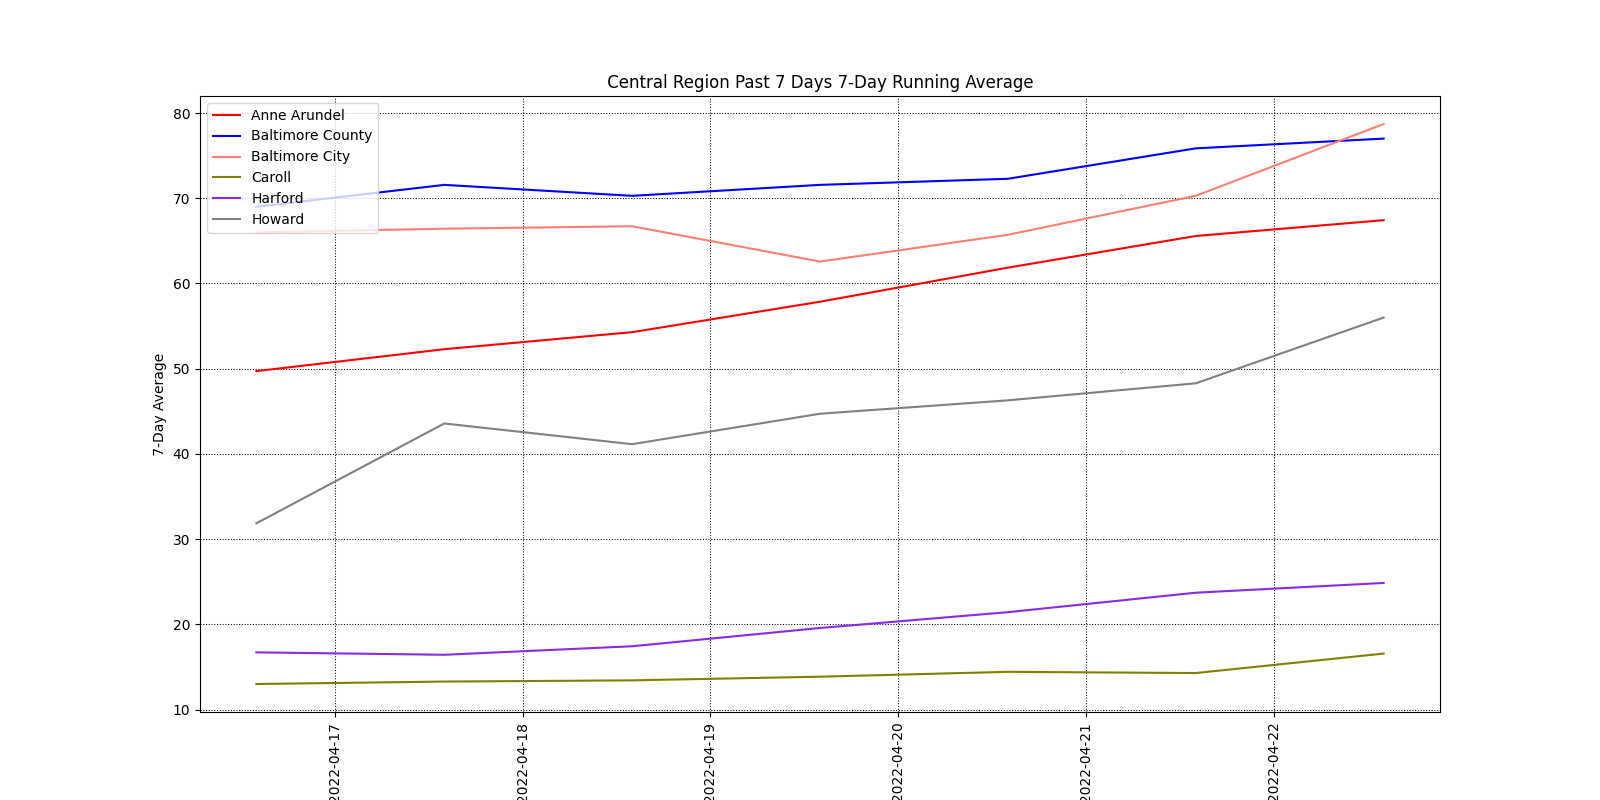 Central Region Past 7 Days 7-Day Running Average
Anne Arundel
Baltimore County
Baltimore City
Caroll
Harford
Howard
7-Day Average
80
70
60
50
40
30
20
10
2022-04-17
2022-04-18
2022-04-19
2022-04-20
2022-04-21
2022-04-22